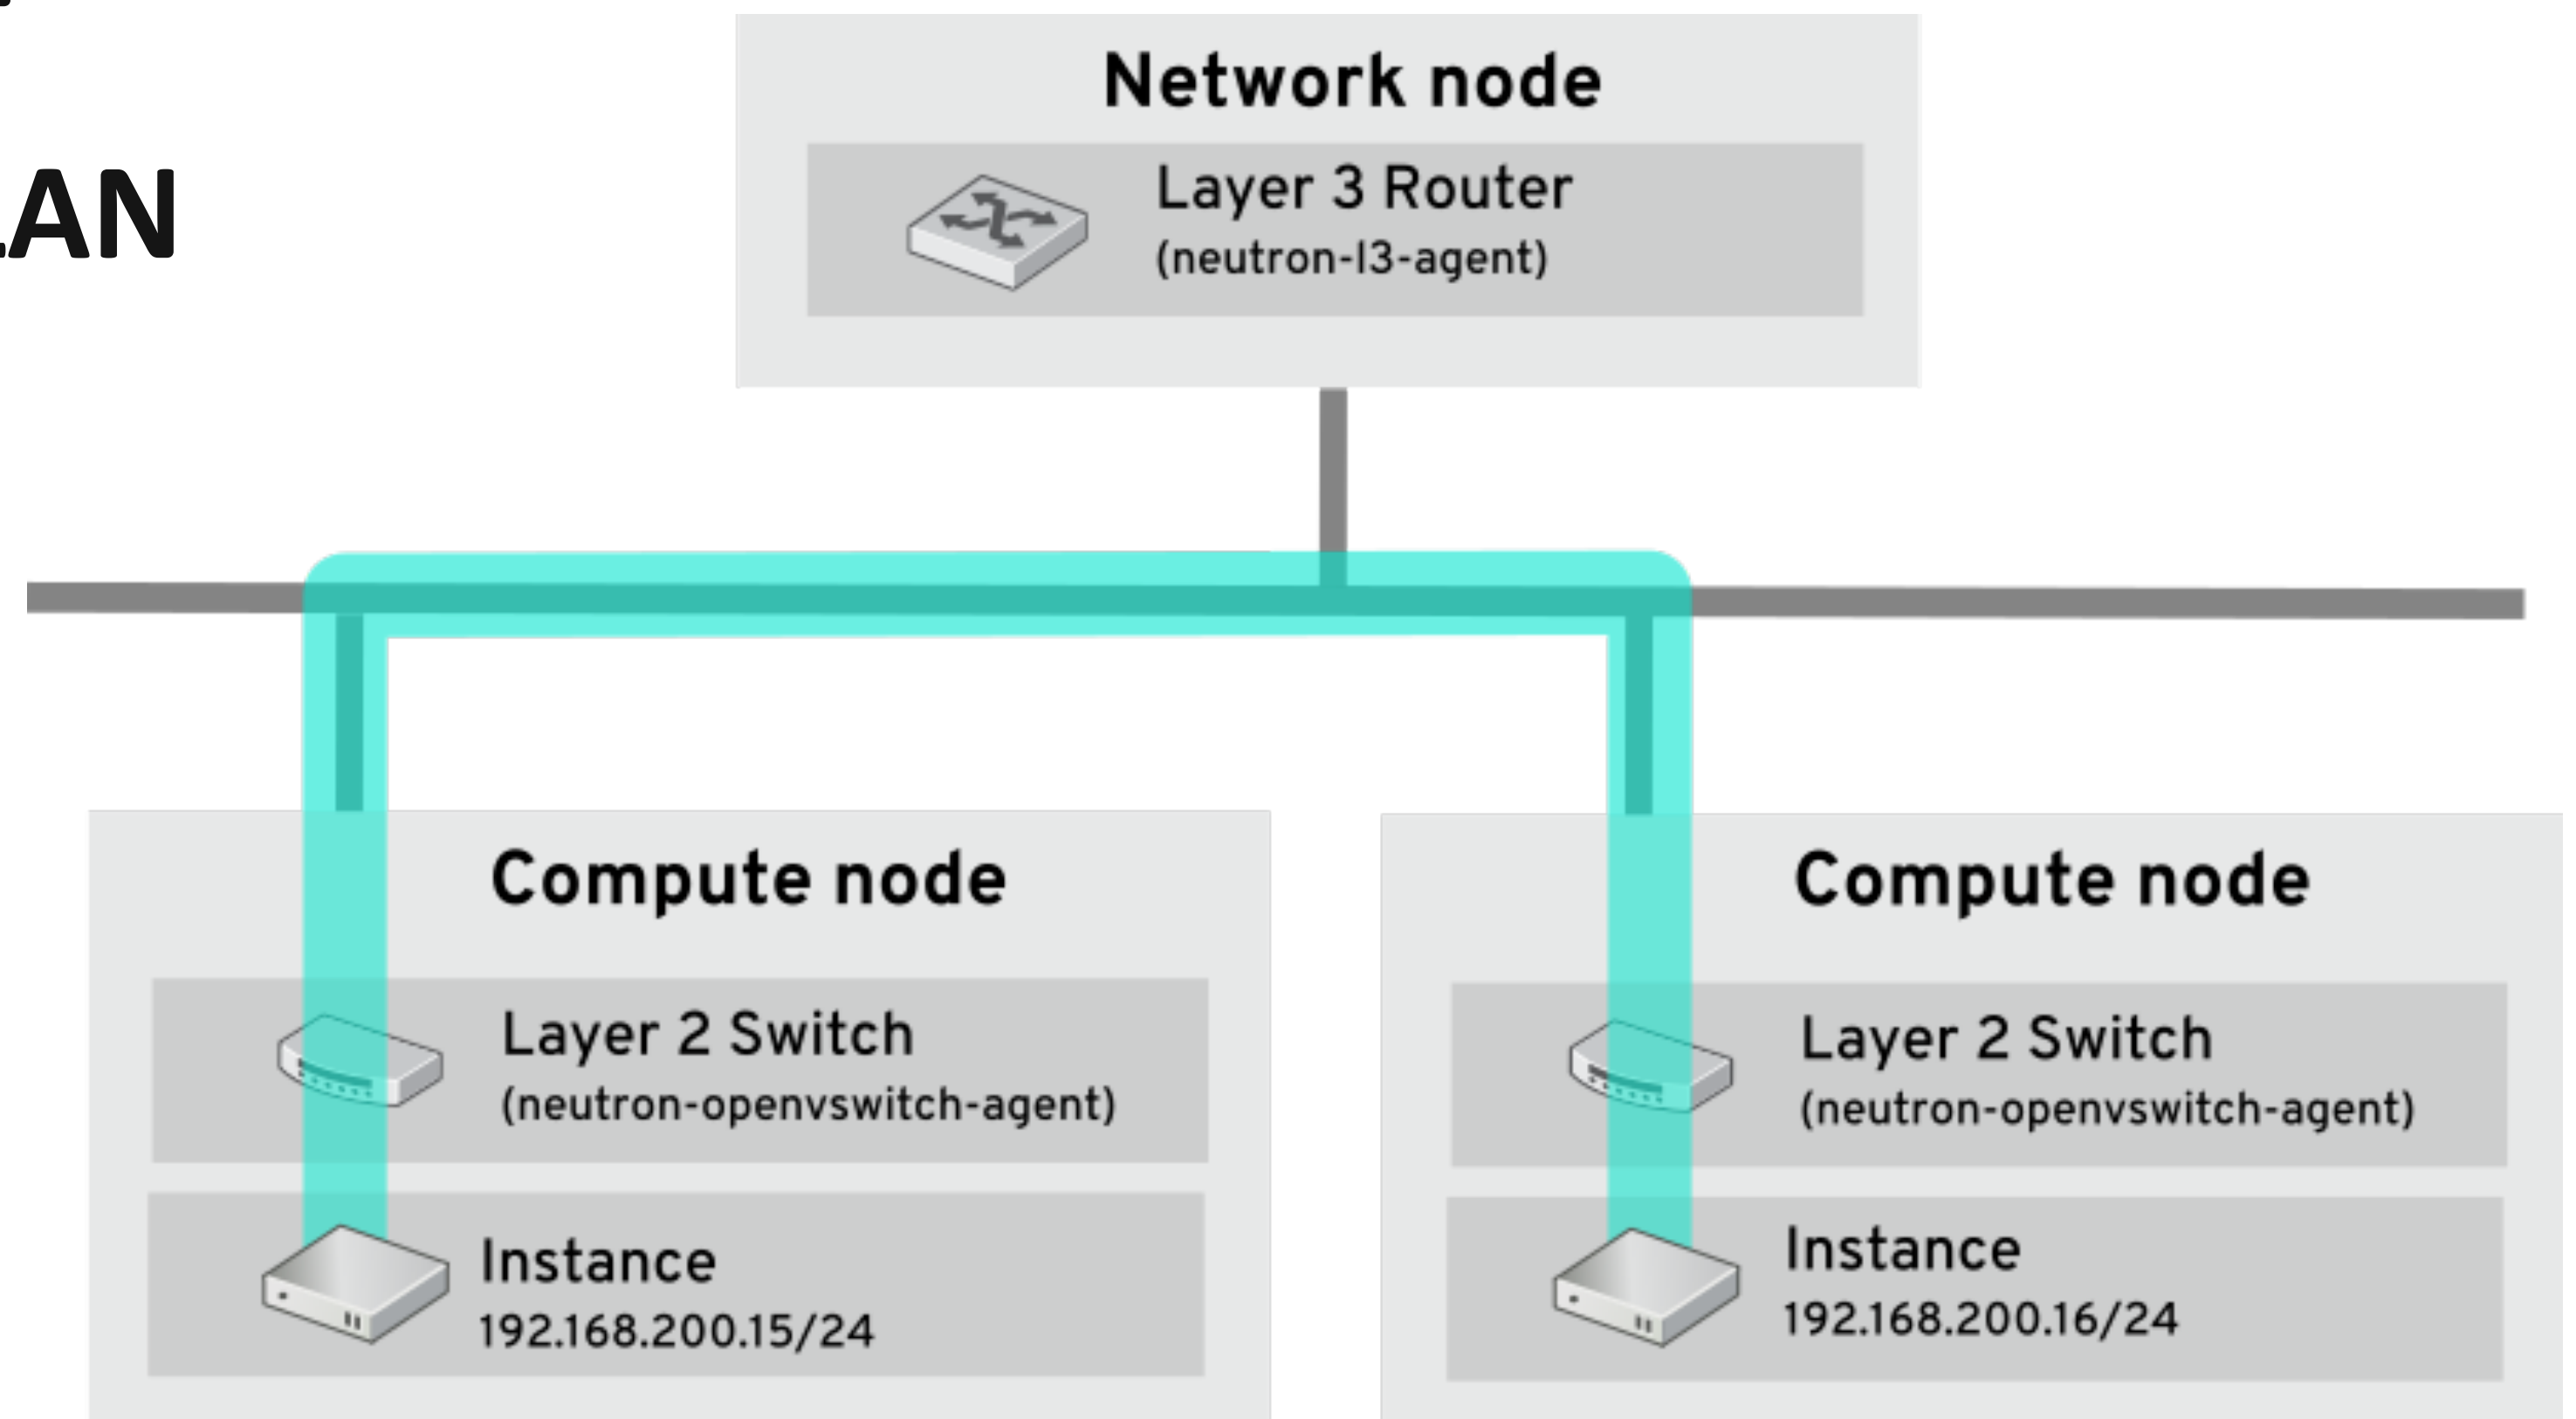 Network node
Layer 3 Router
(neutron-l3-agent)
Compute node
Layer 2 Switch
(neutron-openvswitch-agent)
Instance
192.168.200.15/24
Compute node
Layer 2 Switch
(neutron-openvswitch-agent)
Instance
192.168.200.16/24